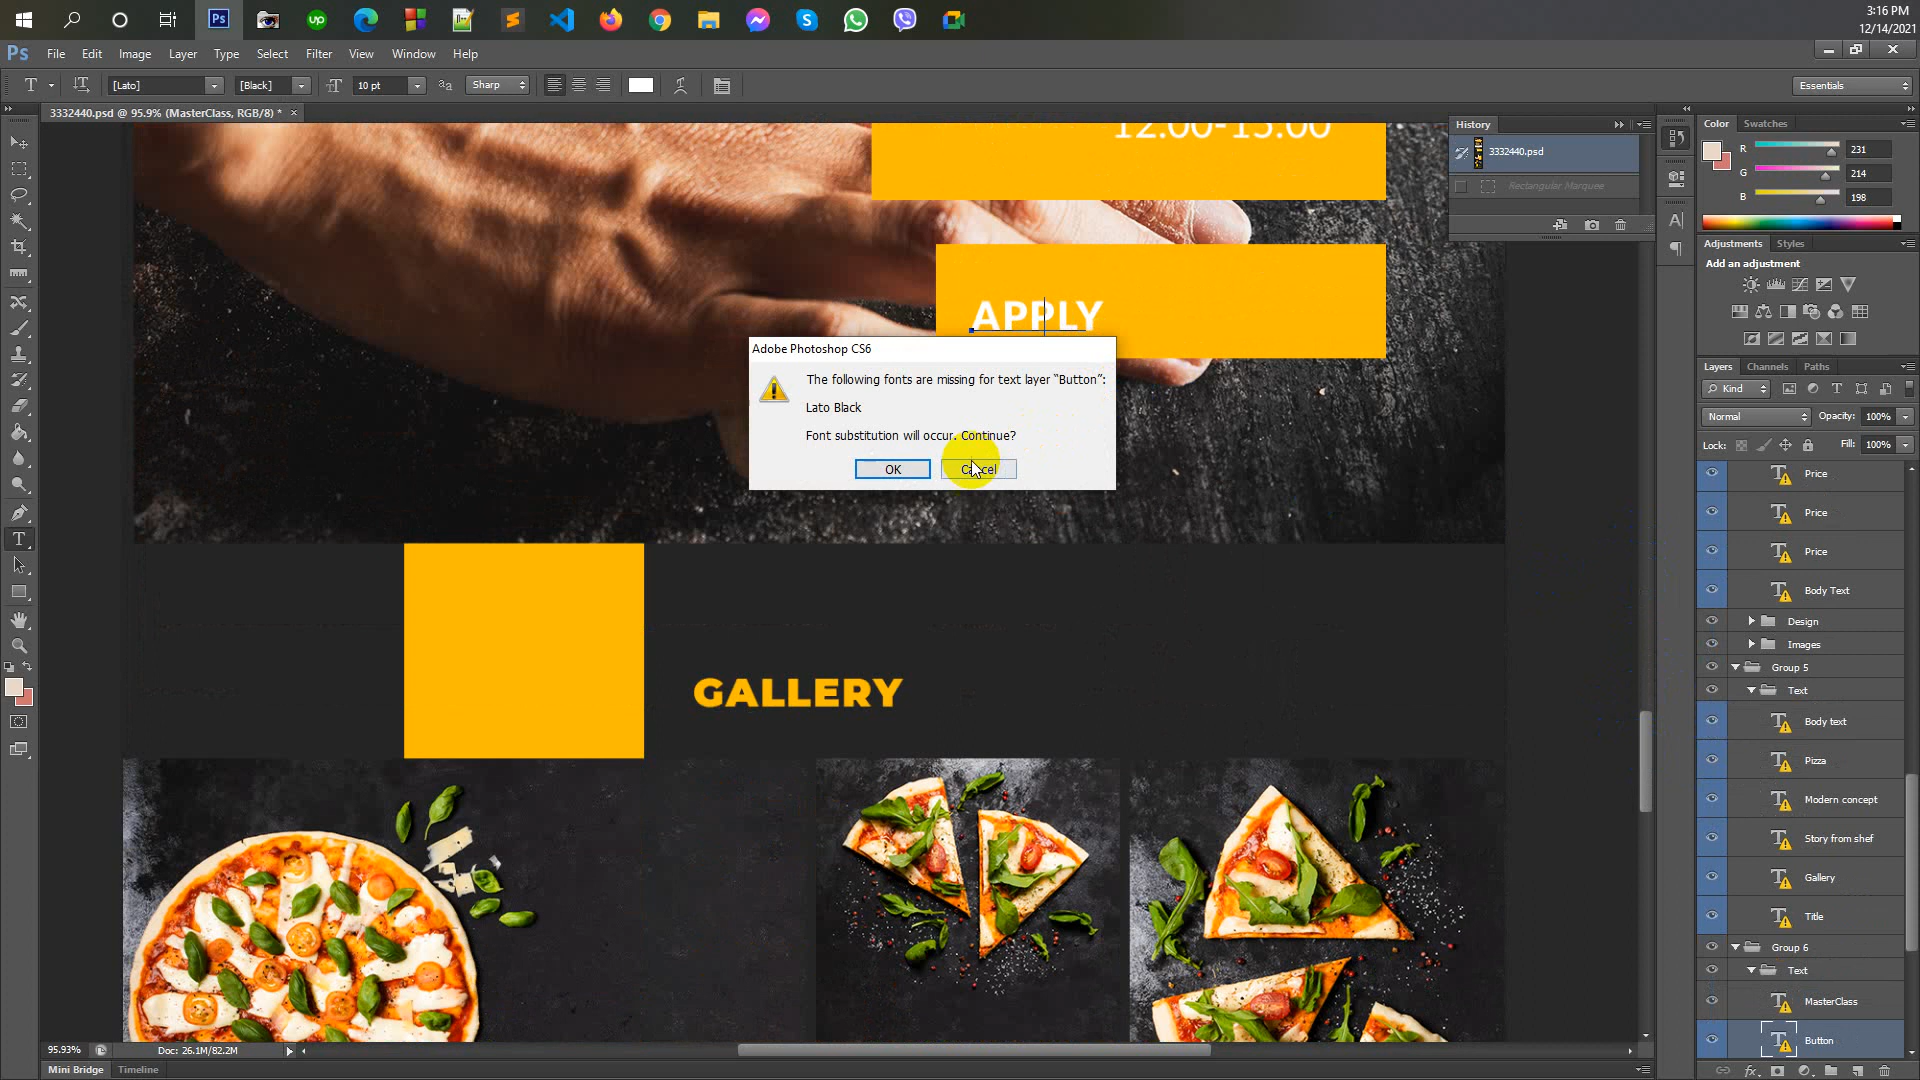 3:16 PM
12/14/2021
Ps File Edit Image Layer Type Select Filter View Window Help
[Lato] [Black] 10 pt Sharp Essentials
3332440.psd @ 95.9% (MasterClass, RGB/8) *
12.00-15.00
APPLY
Adobe Photoshop CS6
The following fonts are missing for text layer “Button”:
Lato Black
Font substitution will occur. Continue?
OK Cancel
GALLERY
History
3332440.psd
Rectangular Marquee
Color Swatches
R 231
G 214
B 198
Adjustments Styles
Add an adjustment
Layers Channels Paths
Kind
Normal Opacity: 100%
Lock: Fill: 100%
Price
Price
Price
Body Text
Design
Images
Group 5
Text
Body text
Pizza
Modern concept
Story from shef
Gallery
Title
Group 6
Text
MasterClass
Button
95.93% Doc: 26.1M/82.2M
Mini Bridge Timeline